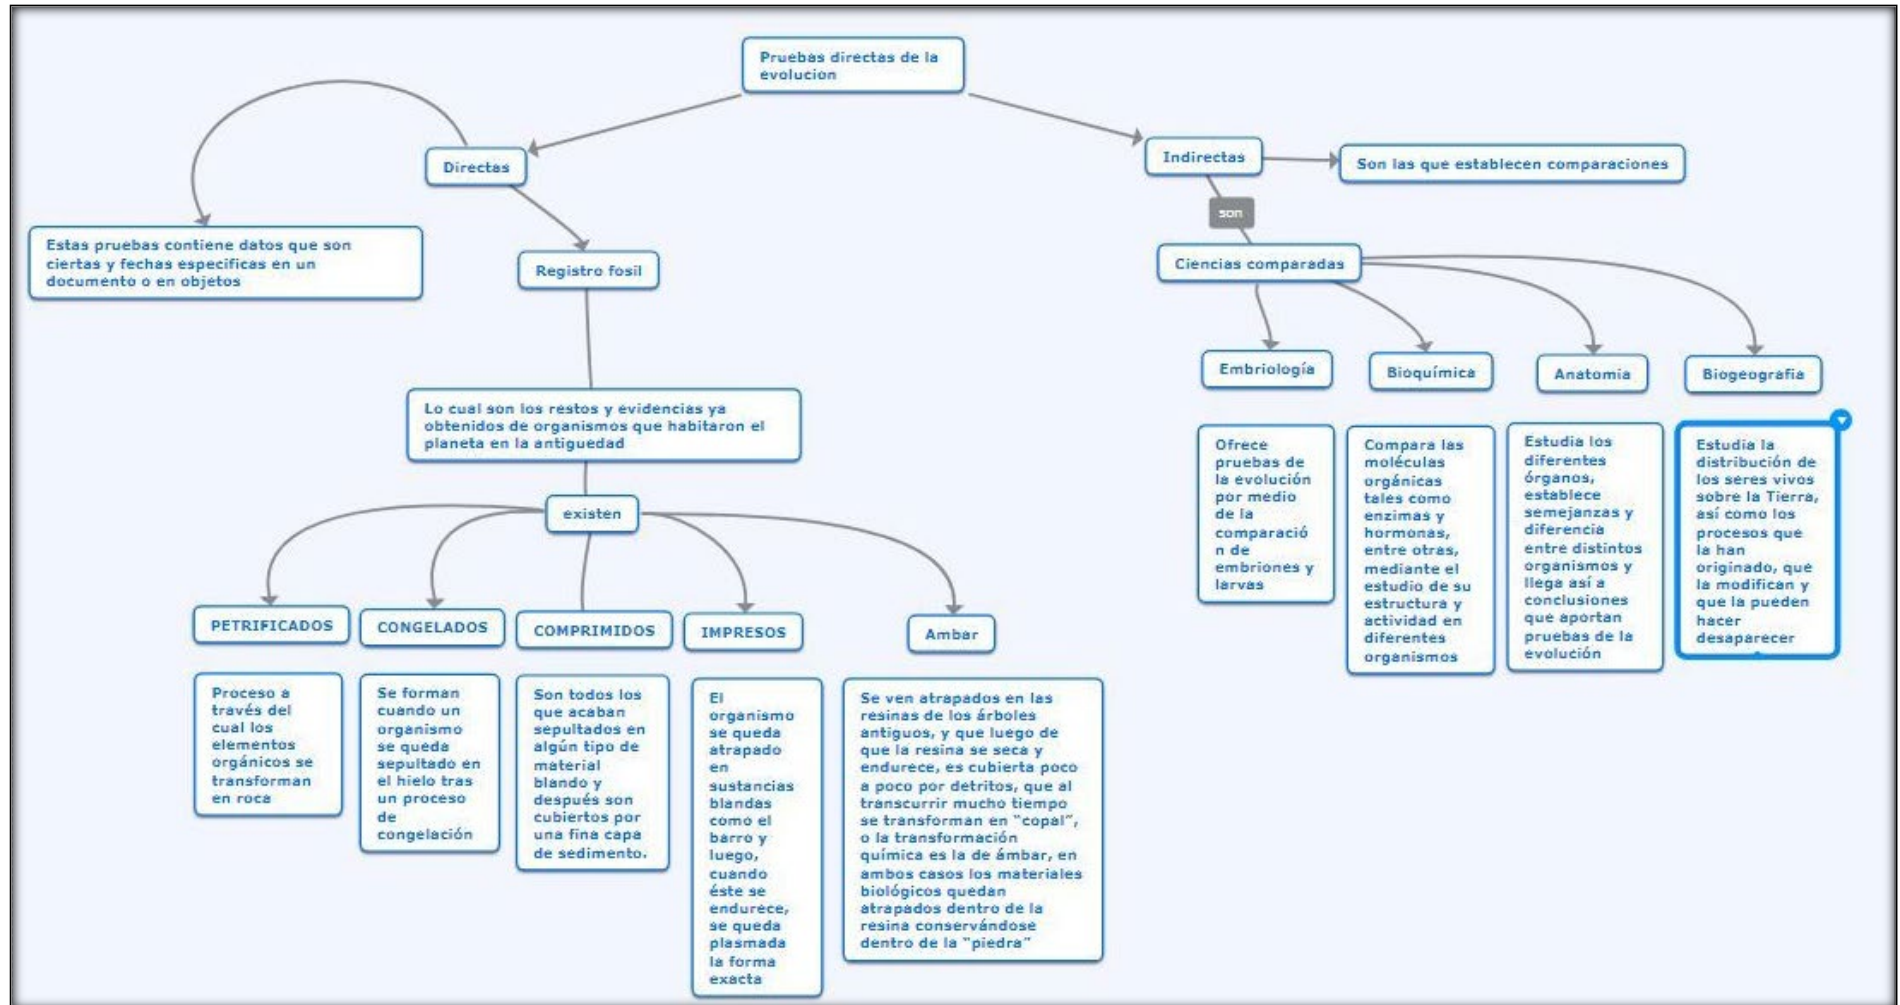 Pruebas directas de la
evolucion
Directas
Indirectas
Son las que establecen comparaciones
son
Estas pruebas contiene datos que son
ciertas y fechas especificas en un
documento o en objetos
Registro fosil
Ciencias comparadas
Lo cual son los restos y evidencias ya
obtenidos de organismos que habitaron el
planeta en la antiguedad
existen
Embriología
Bioquímica
Anatomia
Biogeografia
Ofrece
pruebas de
la evolución
por medio
de la
comparació
n de
embriones y
larvas
Compara las
moléculas
orgánicas
tales como
enzimas y
hormonas,
entre otras,
mediante el
estudio de su
estructura y
actividad en
diferentes
organismos
Estudia los
diferentes
órganos,
establece
semejanzas y
diferencia
entre distintos
organismos y
llega así a
conclusiones
que aportan
pruebas de la
evolución
Estudia la
distribución de
los seres vivos
sobre la Tierra,
así como los
procesos que
la han
originado, que
la modifican y
que la pueden
hacer
desaparecer
PETRIFICADOS
CONGELADOS
COMPRIMIDOS
IMPRESOS
Ambar
Proceso a
través del
cual los
elementos
orgánicos se
transforman
en roca
Se forman
cuando un
organismo
se queda
sepultado en
el hielo tras
un proceso
de
congelación
Son todos los
que acaban
sepultados en
algún tipo de
material
blando y
después son
cubiertos por
una fina capa
de sedimento.
El
organismo
se queda
atrapado
en
sustancias
blandas
como el
barro y
luego,
cuando
éste se
endurece,
se queda
plasmada
la forma
exacta
Se ven atrapados en las
resinas de los árboles
antiguos, y que luego de
que la resina se seca y
endurece, es cubierta poco
a poco por detritos, que al
transcurrir mucho tiempo
se transforman en "copal",
o la transformación
química es la de ámbar, en
ambos casos los materiales
biológicos quedan
atrapados dentro de la
resina conservándose
dentro de la "piedra"